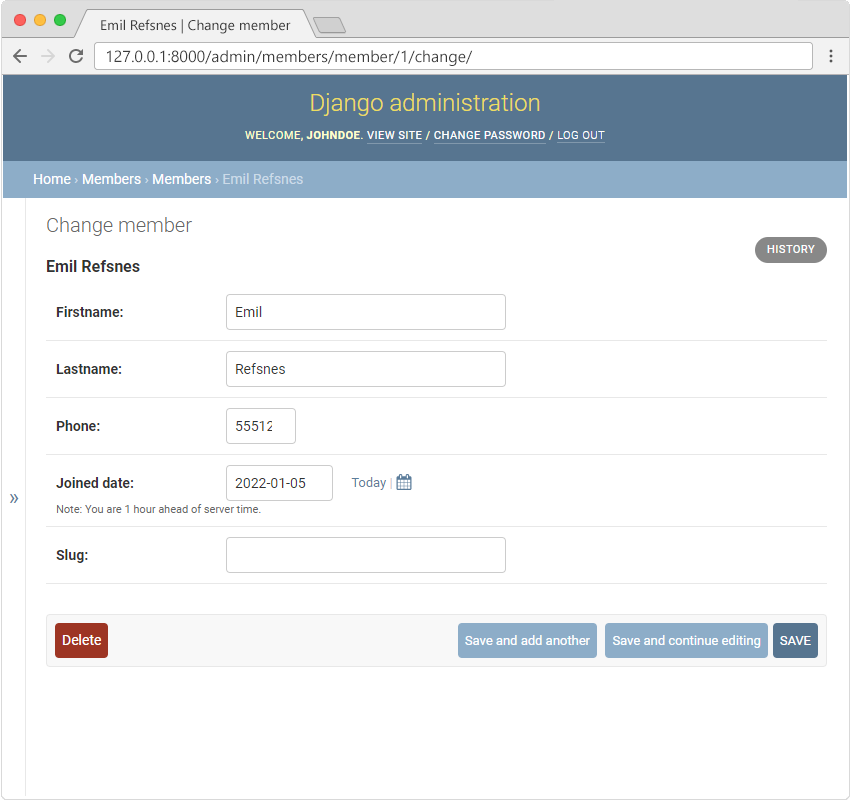 Emil Refsnes | Change member
127.0.0.1:8000/admin/members/member/1/change/
Django administration
WELCOME, JOHNDOE. VIEW SITE / CHANGE PASSWORD / LOG OUT
Home › Members › Members › Emil Refsnes
Change member
HISTORY
Emil Refsnes
Firstname: Emil
Lastname: Refsnes
Phone: 55512
Joined date: 2022-01-05 Today |
Note: You are 1 hour ahead of server time.
»
Slug:
Delete Save and add another Save and continue editing SAVE